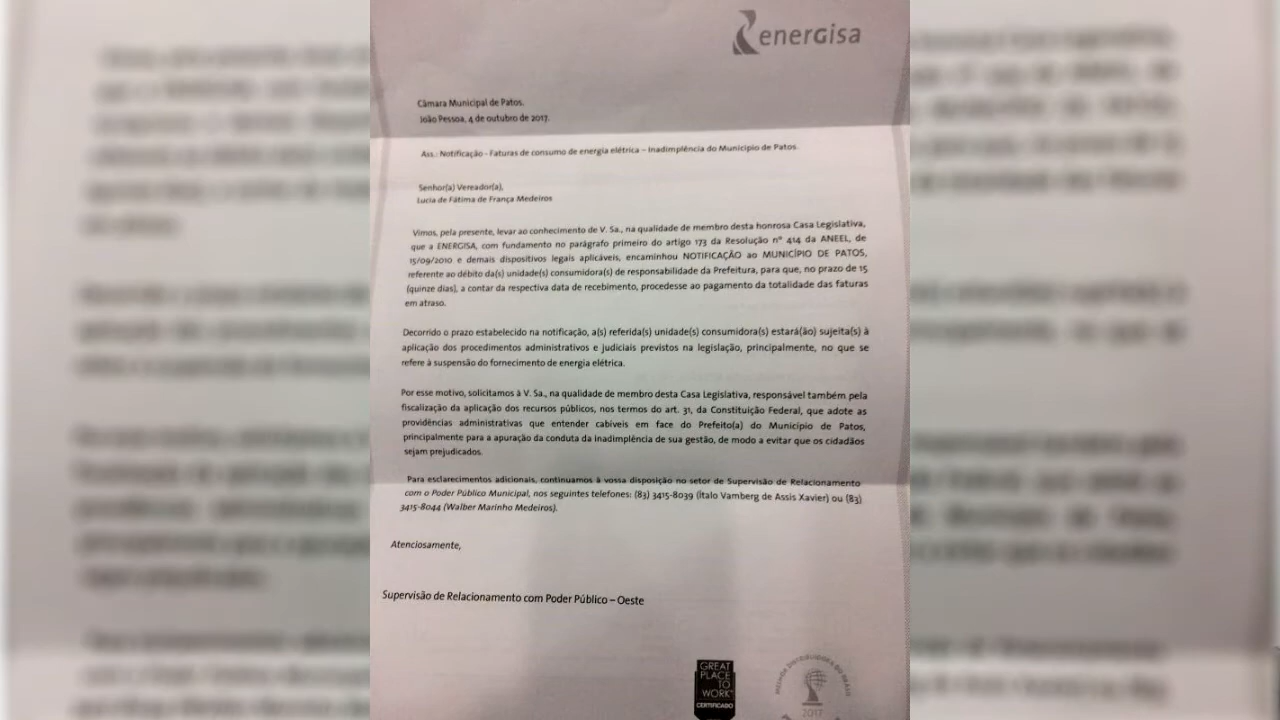 energisa
Câmara Municipal de Patos.
João Pessoa, 4 de outubro de 2017.
Ass.: Notificação - Faturas de consumo de energia elétrica – Inadimplência do Município de Patos.
Senhor(a) Vereador(a),
Lucia de Fátima de França Medeiros
Vimos, pela presente, levar ao conhecimento de V. Sa., na qualidade de membro desta honrosa Casa Legislativa,
que a ENERGISA, com fundamento no parágrafo primeiro do artigo 173 da Resolução nº 414 da ANEEL, de
15/09/2010 e demais dispositivos legais aplicáveis, encaminhou NOTIFICAÇÃO ao MUNICÍPIO DE PATOS,
referente ao débito da(s) unidade(s) consumidora(s) de responsabilidade da Prefeitura, para que, no prazo de 15
(quinze dias), a contar da respectiva data de recebimento, procedesse ao pagamento da totalidade das faturas
em atraso.
Decorrido o prazo estabelecido na notificação, a(s) referida(s) unidade(s) consumidora(s) estará(ão) sujeita(s) à
aplicação dos procedimentos administrativos e judiciais previstos na legislação, principalmente, no que se
refere à suspensão do fornecimento de energia elétrica.
Por esse motivo, solicitamos à V. Sa., na qualidade de membro desta Casa Legislativa, responsável também pela
fiscalização da aplicação dos recursos públicos, nos termos do art. 31, da Constituição Federal, que adote as
providências administrativas que entender cabíveis em face do Prefeito(a) do Município de Patos,
principalmente para a apuração da conduta da inadimplência de sua gestão, de modo a evitar que os cidadãos
sejam prejudicados.
Para esclarecimentos adicionais, continuamos à vossa disposição no setor de Supervisão de Relacionamento
com o Poder Público Municipal, nos seguintes telefones: (83) 3415-8039 (Ítalo Vamberg de Assis Xavier) ou (83)
3415-8044 (Walber Marinho Medeiros).
Atenciosamente,
Supervisão de Relacionamento com Poder Público – Oeste
GREAT
PLACE
TO
WORK
CERTIFICADO
2017